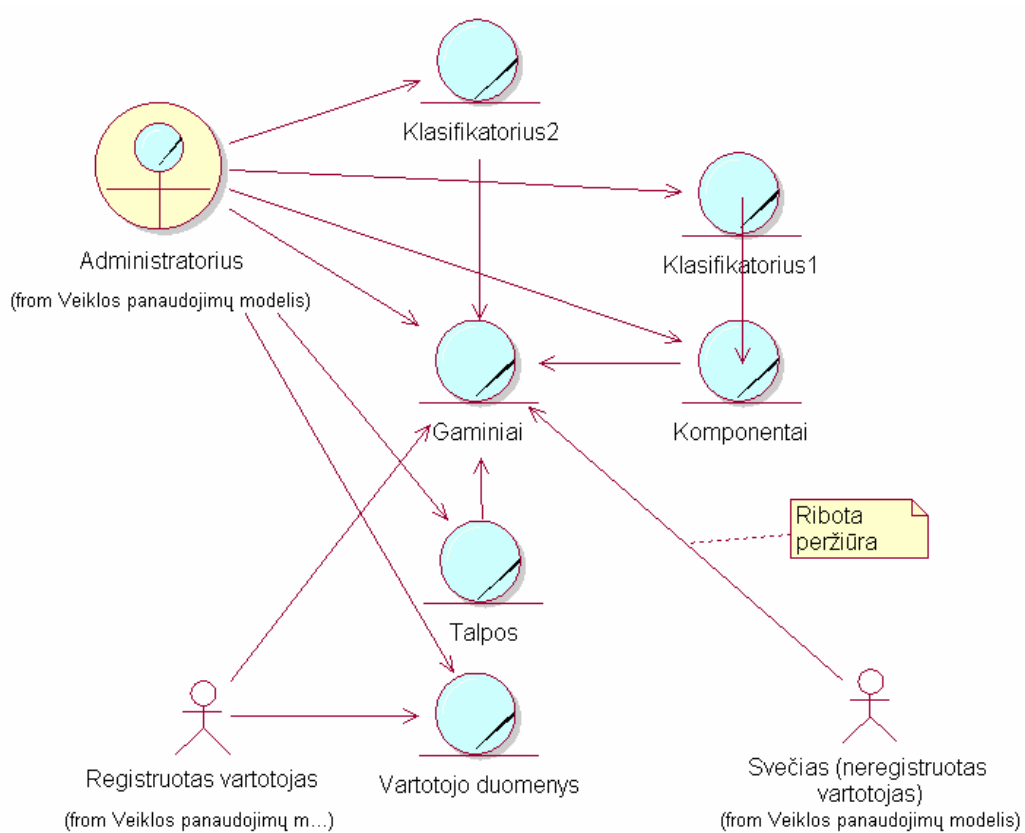 Klasifikatorius2
Administratorius
(from Veiklos panaudojimų modelis)
Klasifikatorius1
Gaminiai
Komponentai
Ribota
peržiūra
Talpos
Registruotas vartotojas
(from Veiklos panaudojimų m...)
Vartotojo duomenys
Svečias (neregistruotas
vartotojas)
(from Veiklos panaudojimų modelis)